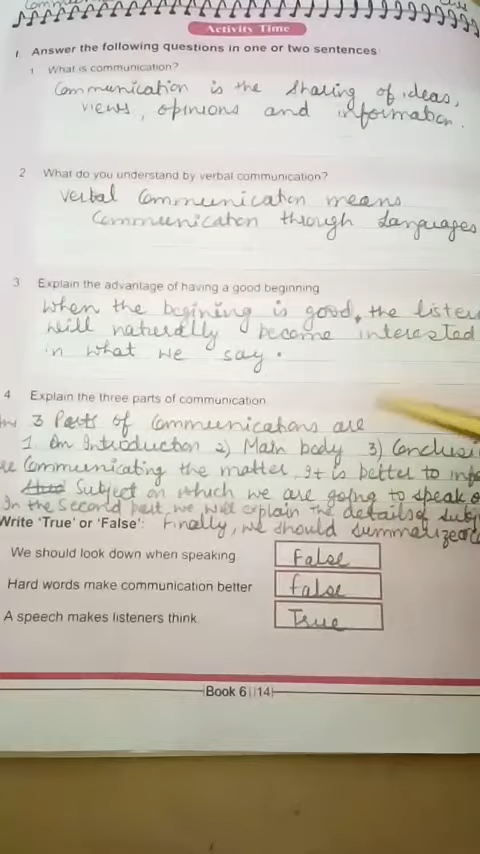 Activity Time
1. Answer the following questions in one or two sentences
1 What is communication?
Communication is the sharing of ideas,
views, opinions and information.
2 What do you understand by verbal communication?
Verbal Communication means
Communication through Languages
3 Explain the advantage of having a good beginning
When the begining is good, the listen
will naturally become interested
in what we say.
4 Explain the three parts of communication
3 Parts of Communications are
1 An Introduction 2) Main body 3) Conclusi
Communicating the matter, It is better to inf
Subject on which we are going to speak o
In the Second part, we will explain the details of subj
Write 'True' or 'False': Finally, we should summarize
We should look down when speaking False
Hard words make communication better false
A speech makes listeners think. True
Book 6 14